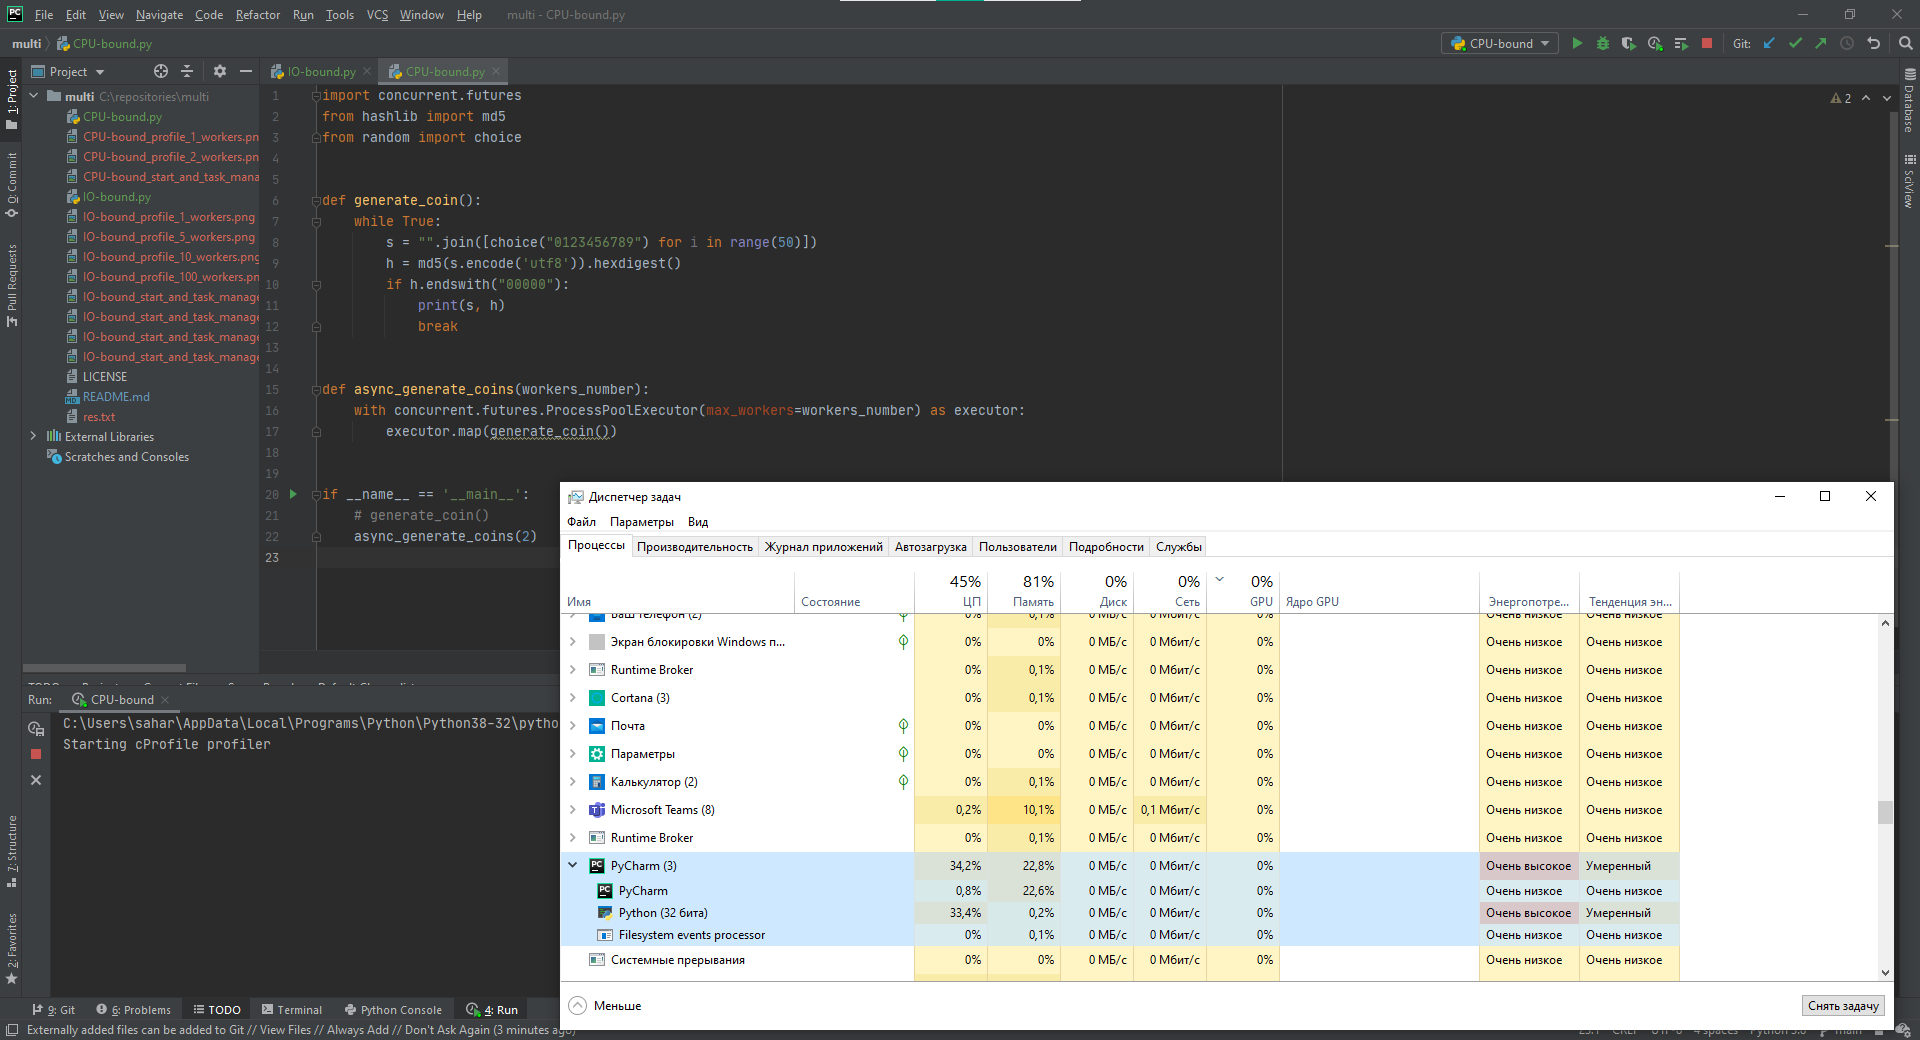 PC File Edit View Navigate Code Refactor Run Tools VCS Window Help multi - CPU-bound.py
multi CPU-bound.py
CPU-bound
Git:
1: Project
0: Commit
Pull Requests
7: Structure
2: Favorites
Database
SciView
Project
multi C:\repositories\multi
CPU-bound.py
CPU-bound_profile_1_workers.pn
CPU-bound_profile_2_workers.pn
CPU-bound_start_and_task_mana
IO-bound.py
IO-bound_profile_1_workers.png
IO-bound_profile_5_workers.png
IO-bound_profile_10_workers.png
IO-bound_profile_100_workers.pn
IO-bound_start_and_task_manage
IO-bound_start_and_task_manage
IO-bound_start_and_task_manage
IO-bound_start_and_task_manage
LICENSE
README.md
res.txt
External Libraries
Scratches and Consoles
IO-bound.py CPU-bound.py
2
1 import concurrent.futures
2 from hashlib import md5
3 from random import choice
4
5
6 def generate_coin():
7 while True:
8 s = "".join([choice("0123456789") for i in range(50)])
9 h = md5(s.encode('utf8')).hexdigest()
10 if h.endswith("00000"):
11 print(s, h)
12 break
13
14
15 def async_generate_coins(workers_number):
16 with concurrent.futures.ProcessPoolExecutor(max_workers=workers_number) as executor:
17 executor.map(generate_coin())
18
19
20 if __name__ == '__main__':
21 # generate_coin()
22 async_generate_coins(2)
23
Run: CPU-bound
C:\Users\sahar\AppData\Local\Programs\Python\Python38-32\pytho
Starting cProfile profiler
Диспетчер задач
Файл Параметры Вид
Процессы Производительность Журнал приложений Автозагрузка Пользователи Подробности Службы
45% 81% 0% 0% 0%
Имя Состояние ЦП Память Диск Сеть GPU Ядро GPU Энергопотре... Тенденция эн...
Ваш телефон (2) 0% 0,1% 0 МБ/с 0 Мбит/с 0% Очень низкое Очень низкое
Экран блокировки Windows п... 0% 0% 0 МБ/с 0 Мбит/с 0% Очень низкое Очень низкое
Runtime Broker 0% 0,1% 0 МБ/с 0 Мбит/с 0% Очень низкое Очень низкое
Cortana (3) 0% 0,1% 0 МБ/с 0 Мбит/с 0% Очень низкое Очень низкое
Почта 0% 0% 0 МБ/с 0 Мбит/с 0% Очень низкое Очень низкое
Параметры 0% 0% 0 МБ/с 0 Мбит/с 0% Очень низкое Очень низкое
Калькулятор (2) 0% 0,1% 0 МБ/с 0 Мбит/с 0% Очень низкое Очень низкое
Microsoft Teams (8) 0,2% 10,1% 0 МБ/с 0,1 Мбит/с 0% Очень низкое Очень низкое
Runtime Broker 0% 0,1% 0 МБ/с 0 Мбит/с 0% Очень низкое Очень низкое
PyCharm (3) 34,2% 22,8% 0 МБ/с 0 Мбит/с 0% Очень высокое Умеренный
PyCharm 0,8% 22,6% 0 МБ/с 0 Мбит/с 0% Очень низкое Очень низкое
Python (32 бита) 33,4% 0,2% 0 МБ/с 0 Мбит/с 0% Очень высокое Умеренный
Filesystem events processor 0% 0,1% 0 МБ/с 0 Мбит/с 0% Очень низкое Очень низкое
Системные прерывания 0% 0% 0 МБ/с 0 Мбит/с 0% Очень низкое Очень низкое
Меньше Снять задачу
9: Git 6: Problems TODO Terminal Python Console 4: Run
Externally added files can be added to Git // View Files // Always Add // Don't Ask Again (3 minutes ago)